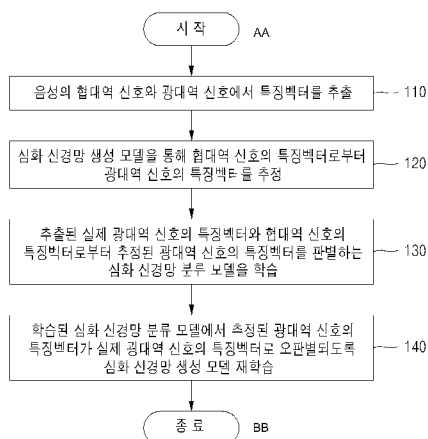 시 작 AA
음성의 협대역 신호와 광대역 신호에서 특징벡터를 추출 110
심화 신경망 생성 모델을 통해 협대역 신호의 특징벡터로부터
광대역 신호의 특징벡터를 추정 120
추출된 실제 광대역 신호의 특징벡터와 협대역 신호의
특징벡터로부터 추정된 광대역 신호의 특징벡터를 판별하는 130
심화 신경망 분류 모델을 학습
학습된 심화 신경망 분류 모델에서 추정된 광대역 신호의
특징벡터가 실제 광대역 신호의 특징벡터로 오판별되도록 140
심화 신경망 생성 모델 재학습
종 료 BB